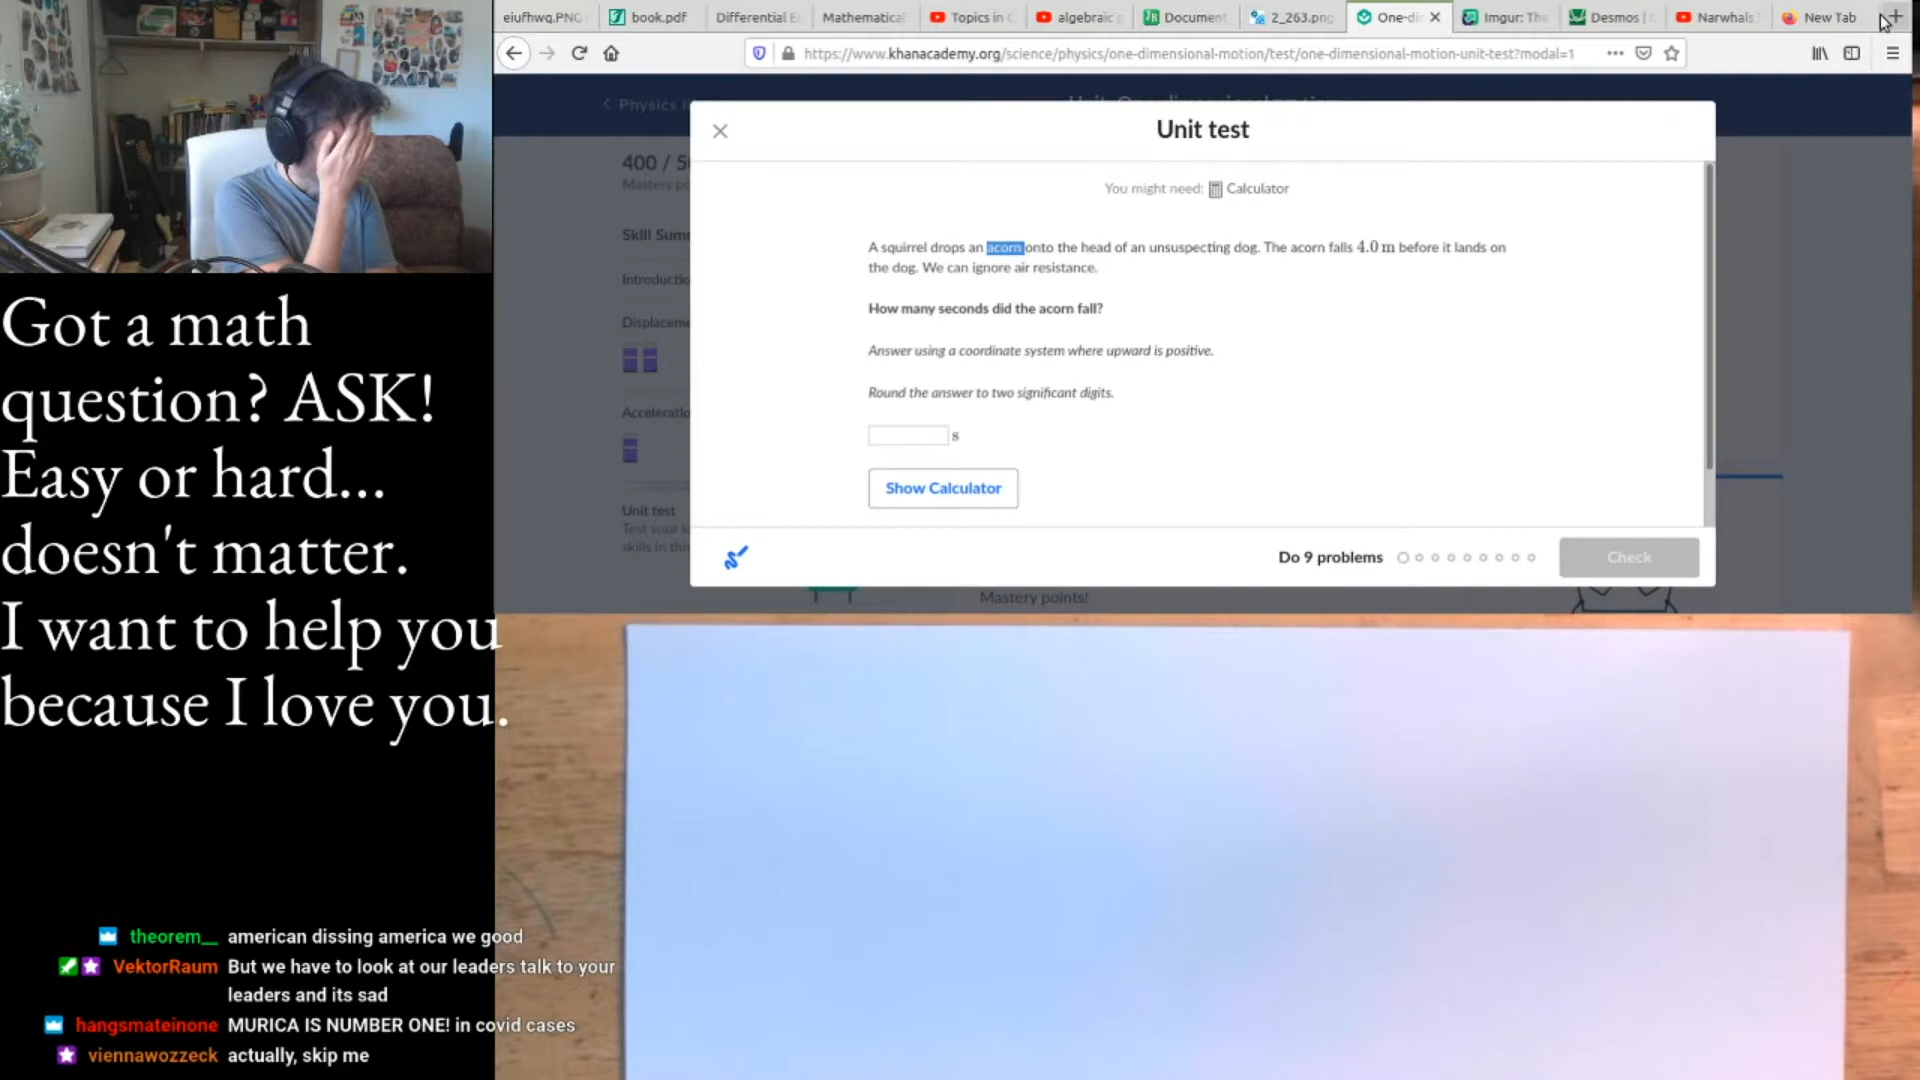 eiufhwq.PNG
book.pdf
Differential E
Mathematical
Topics in C
algebraic g
Document
2_263.png
One-di
Imgur: The
Desmos |
Narwhals
New Tab
https://www.khanacademy.org/science/physics/one-dimensional-motion/test/one-dimensional-motion-unit-test?modal=1
Physics
400 / 5
Mastery po
Skill Summ
Introductio
Displaceme
Acceleratio
Unit test
Test your k
skills in thi
Unit test
You might need: Calculator
A squirrel drops an acorn onto the head of an unsuspecting dog. The acorn falls 4.0 m before it lands on
the dog. We can ignore air resistance.
How many seconds did the acorn fall?
Answer using a coordinate system where upward is positive.
Round the answer to two significant digits.
s
Show Calculator
Do 9 problems
Check
Mastery points!
Got a math
question? ASK!
Easy or hard...
doesn't matter.
I want to help you
because I love you.
theorem__ american dissing america we good
VektorRaum But we have to look at our leaders talk to your
leaders and its sad
hangsmateinone MURICA IS NUMBER ONE! in covid cases
viennawozzeck actually, skip me